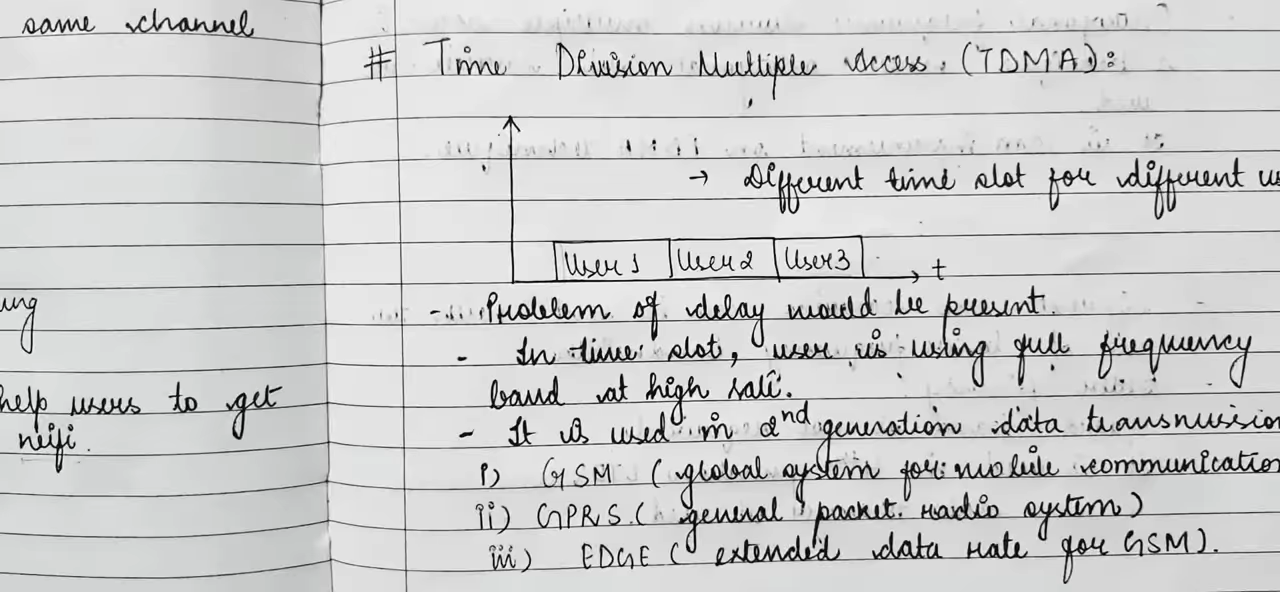 same channel
# Time Division Multiple Access. (TDMA):
→ Different time slot for different
User 1 User 2 User 3 t
- Problem of delay would be present.
- In time slot, user is using full frequency
band at high rate.
help users to get
- It is used in 2nd generation data transmission
i) GSM (global system for mobile communication
ii) GPRS. (general packet radio system)
iii) EDGE (extended data rate for GSM).